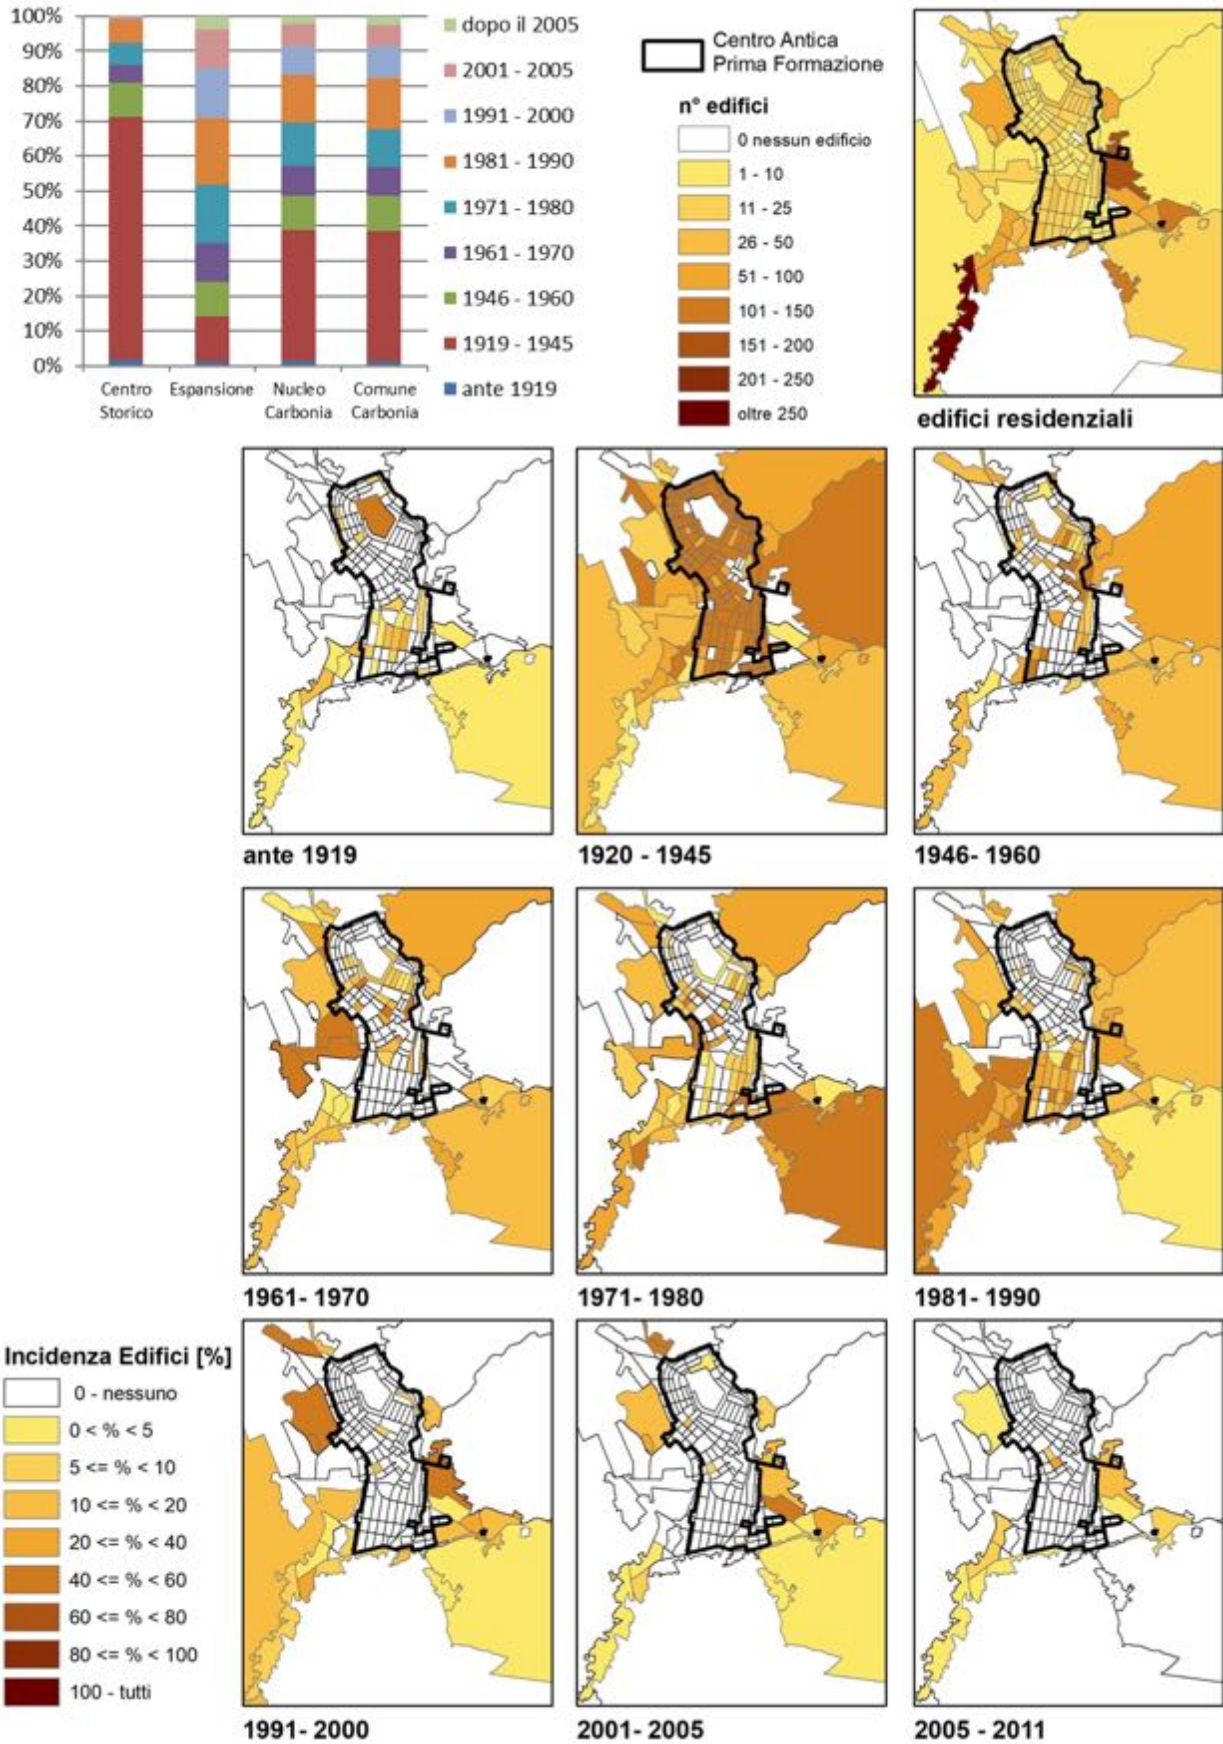 100%
90%
80%
70%
60%
50%
40%
30%
20%
10%
0%
Centro
Storico
Espansione
Nucleo
Carbonia
Comune
Carbonia
dopo il 2005
2001 - 2005
1991 - 2000
1981 - 1990
1971 - 1980
1961 - 1970
1946 - 1960
1919 - 1945
ante 1919
Centro Antica
Prima Formazione
n° edifici
0 nessun edificio
1 - 10
11 - 25
26 - 50
51 - 100
101 - 150
151 - 200
201 - 250
oltre 250
edifici residenziali
ante 1919
1920 - 1945
1946- 1960
1961- 1970
1971- 1980
1981- 1990
Incidenza Edifici [%]
0 - nessuno
0 < % < 5
5 <= % < 10
10 <= % < 20
20 <= % < 40
40 <= % < 60
60 <= % < 80
80 <= % < 100
100 - tutti
1991- 2000
2001- 2005
2005 - 2011